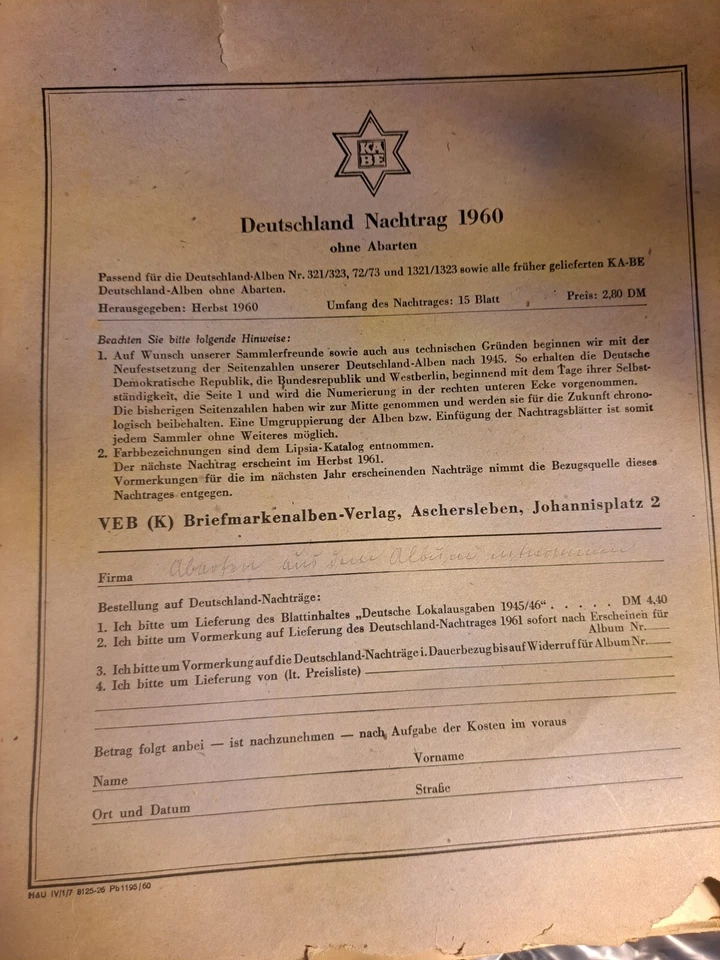 KA
BE
Deutschland Nachtrag 1960
ohne Abarten
Passend für die Deutschland-Alben Nr. 321/323, 72/73 und 1321/1323 sowie alle früher gelieferten KA-BE
Deutschland-Alben ohne Abarten.
Herausgegeben: Herbst 1960 Umfang des Nachtrages: 15 Blatt Preis: 2,80 DM
Beachten Sie bitte folgende Hinweise:
1. Auf Wunsch unserer Sammlerfreunde sowie auch aus technischen Gründen beginnen wir mit der
Neufestsetzung der Seitenzahlen unserer Deutschland-Alben nach 1945. So erhalten die Deutsche
Demokratische Republik, die Bundesrepublik und Westberlin, beginnend mit dem Tage ihrer Selb-
ständigkeit, die Seite 1 und wird die Numerierung in der rechten unteren Ecke vorgenommen.
Die bisherigen Seitenzahlen haben wir zur Mitte genommen und werden sie für die Zukunft chrono-
logisch beibehalten. Eine Umgruppierung der Alben bzw. Einfügung der Nachtragsblätter ist somit
jedem Sammler ohne Weiteres möglich.
2. Farbbezeichnungen sind dem Lipsia-Katalog entnommen.
Der nächste Nachtrag erscheint im Herbst 1961.
Vormerkungen für die im nächsten Jahr erscheinenden Nachträge nimmt die Bezugsquelle dieses
Nachtrages entgegen.
VEB (K) Briefmarkenalben-Verlag, Aschersleben, Johannisplatz 2
Firma Abarten aus dem Album entnommen
Bestellung auf Deutschland-Nachträge:
1. Ich bitte um Lieferung des Blattinhaltes „Deutsche Lokalausgaben 1945/46“ . . . . . DM 4,40
2. Ich bitte um Vormerkung auf Lieferung des Deutschland-Nachtrages 1961 sofort nach Erscheinen für
Album Nr.
3. Ich bitte um Vormerkung auf die Deutschland-Nachträge i. Dauerbezug bis auf Widerruf für Album Nr.
4. Ich bitte um Lieferung von (lt. Preisliste)
Betrag folgt anbei — ist nachzunehmen — nach Aufgabe der Kosten im voraus
Name Vorname
Ort und Datum Straße
HAU IV/1/7 8125-26 Pb 1195/60